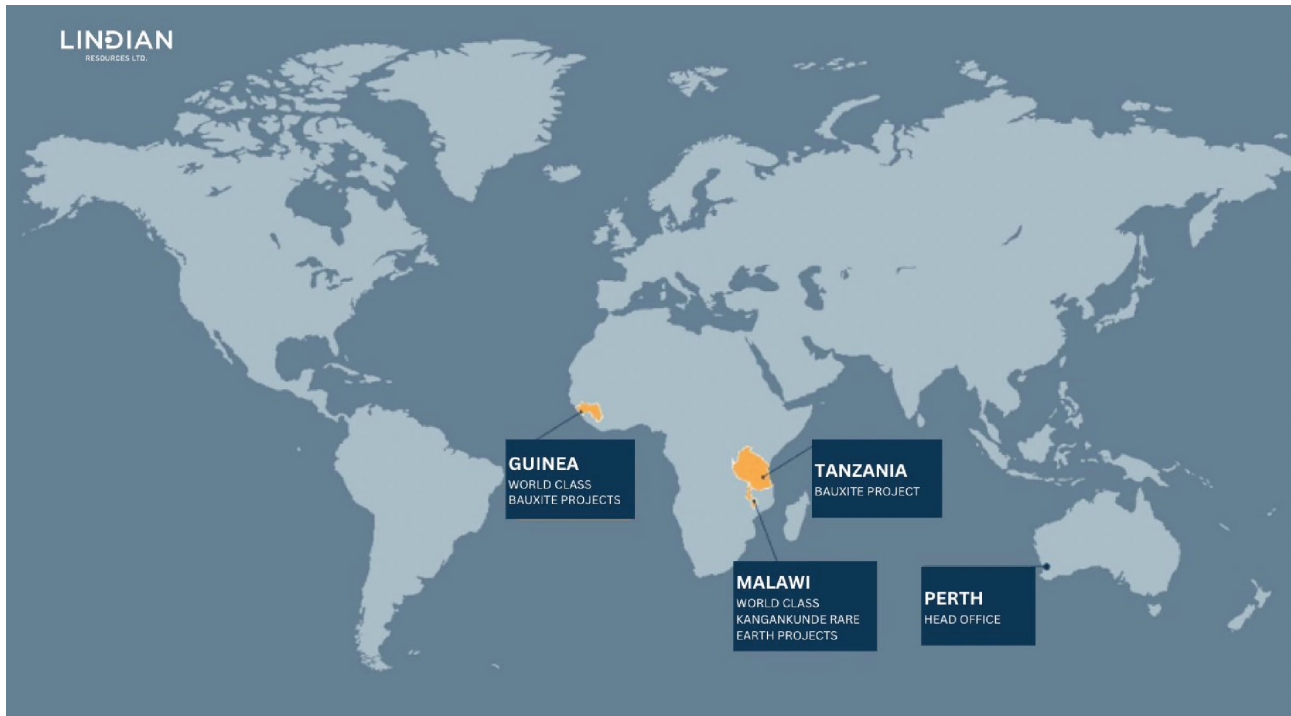 LINDIAN
RESOURCES LTD.
GUINEA
WORLD CLASS
BAUXITE PROJECTS
TANZANIA
BAUXITE PROJECT
MALAWI
WORLD CLASS
KANGANKUNDE RARE
EARTH PROJECTS
PERTH
HEAD OFFICE